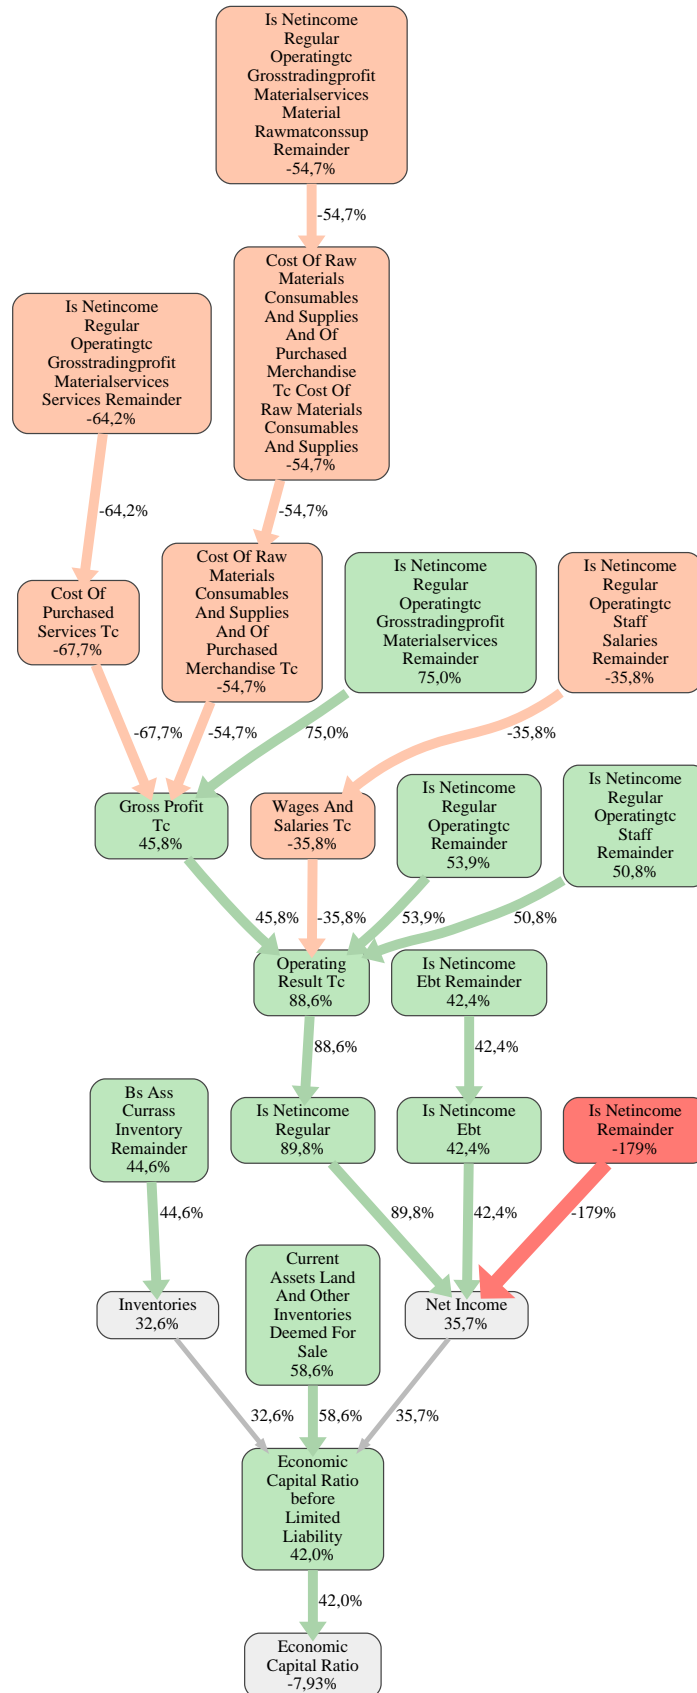 Is Netincome
Regular
Operatingtc
Grosstradingprofit
Materialservices
Material
Rawmatconssup
Remainder
-54,7%
-54,7%
Cost Of Raw
Materials
Consumables
And Supplies
And Of
Purchased
Merchandise
Tc Cost Of
Raw Materials
Consumables
And Supplies
-54,7%
Is Netincome
Regular
Operatingtc
Grosstradingprofit
Materialservices
Services Remainder
-64,2%
-64,2%
-54,7%
Cost Of
Purchased
Services Tc
-67,7%
Cost Of Raw
Materials
Consumables
And Supplies
And Of
Purchased
Merchandise Tc
-54,7%
Is Netincome
Regular
Operatingtc
Grosstradingprofit
Materialservices
Remainder
75,0%
Is Netincome
Regular
Operatingtc
Staff
Salaries
Remainder
-35,8%
-67,7%
-54,7%
75,0%
-35,8%
Gross Profit
Tc
45,8%
Wages And
Salaries Tc
-35,8%
Is Netincome
Regular
Operatingtc
Remainder
53,9%
Is Netincome
Regular
Operatingtc
Staff
Remainder
50,8%
45,8%
-35,8%
53,9%
50,8%
Operating
Result Tc
88,6%
Is Netincome
Ebt Remainder
42,4%
88,6%
42,4%
Bs Ass
Currass
Inventory
Remainder
44,6%
Is Netincome
Regular
89,8%
Is Netincome
Ebt
42,4%
Is Netincome
Remainder
-179%
44,6%
89,8%
42,4%
-179%
Inventories
32,6%
Current
Assets Land
And Other
Inventories
Deemed For
Sale
58,6%
Net Income
35,7%
32,6%
58,6%
35,7%
Economic
Capital Ratio
before
Limited
Liability
42,0%
42,0%
Economic
Capital Ratio
-7,93%